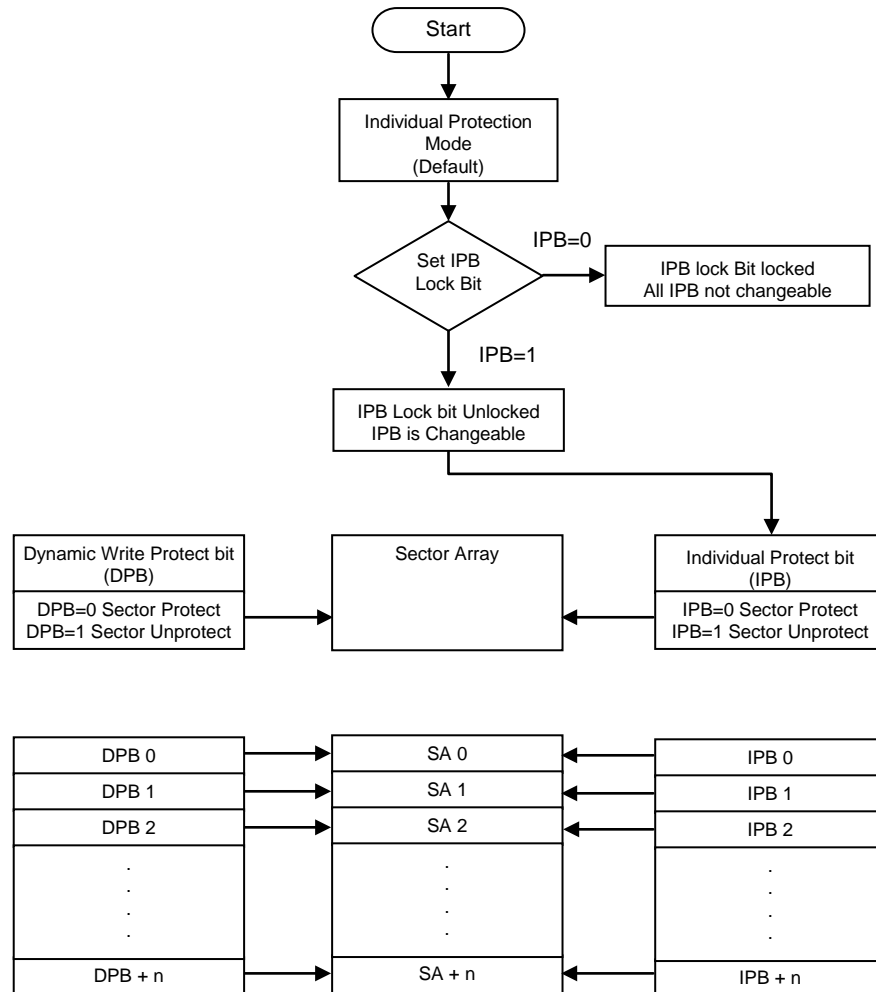 Start
Individual Protection
Mode
(Default)
Set IPB
Lock Bit
IPB=0
IPB lock Bit locked
All IPB not changeable
IPB=1
IPB Lock bit Unlocked
IPB is Changeable
Dynamic Write Protect bit
(DPB)
DPB=0 Sector Protect
DPB=1 Sector Unprotect
Sector Array
Individual Protect bit
(IPB)
IPB=0 Sector Protect
IPB=1 Sector Unprotect
DPB 0
SA 0
IPB 0
DPB 1
SA 1
IPB 1
DPB 2
SA 2
IPB 2
. . .
. . .
. . .
. . .
DPB + n
SA + n
IPB + n